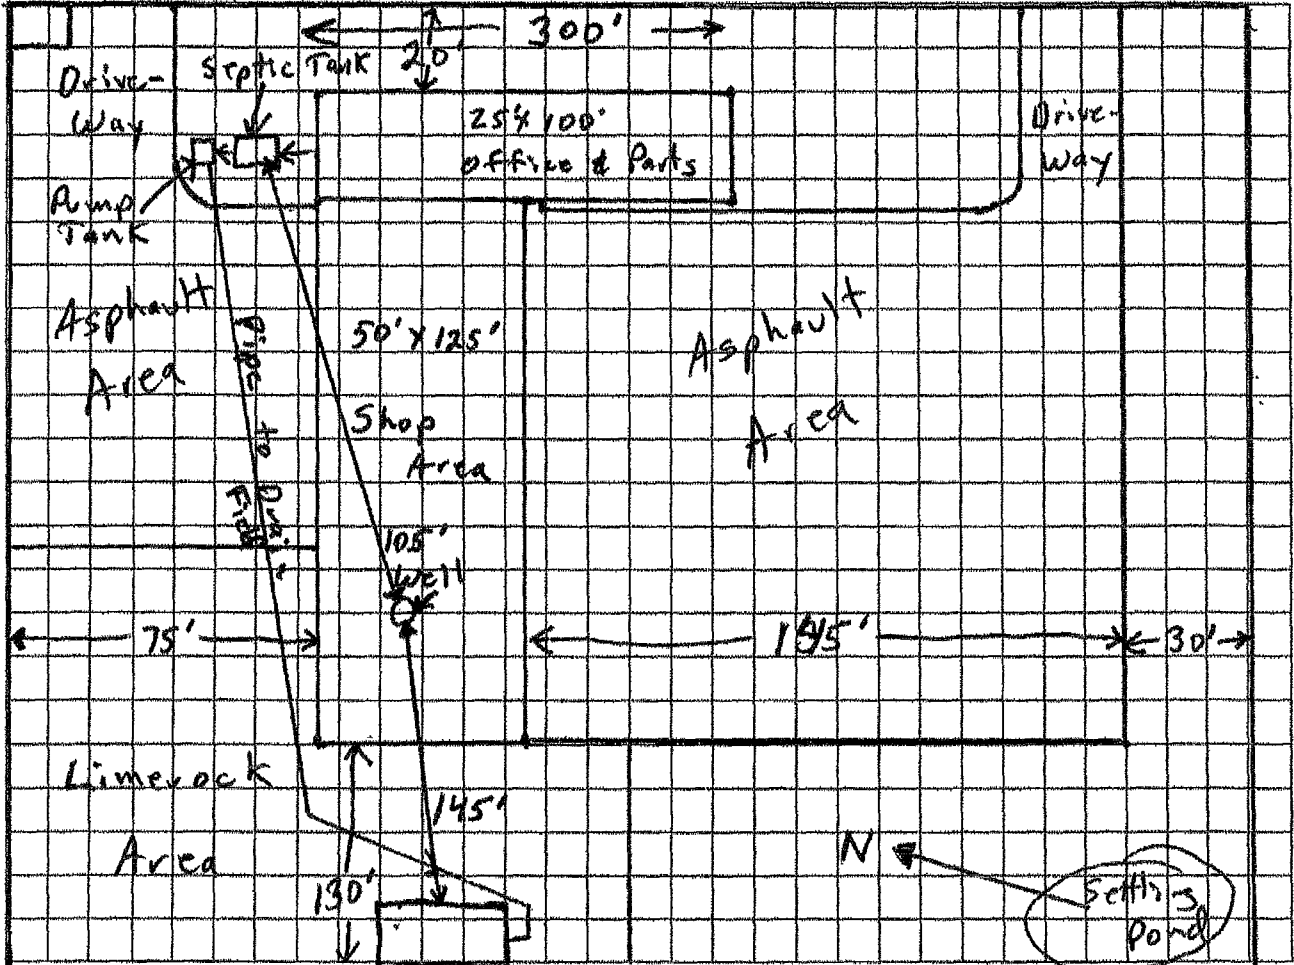 300'
20'
Septic Tank
Drive-
Way
25' x 100'
Office & Parts
Drive-
Way
Pump
Tank
Asphault
Area
Pipe to Drain
Field
50' x 125'
Shop
Area
Asphault
Area
105'
Well
75'
30'
Limerock
Area
145'
130'
N
Settling
Pond